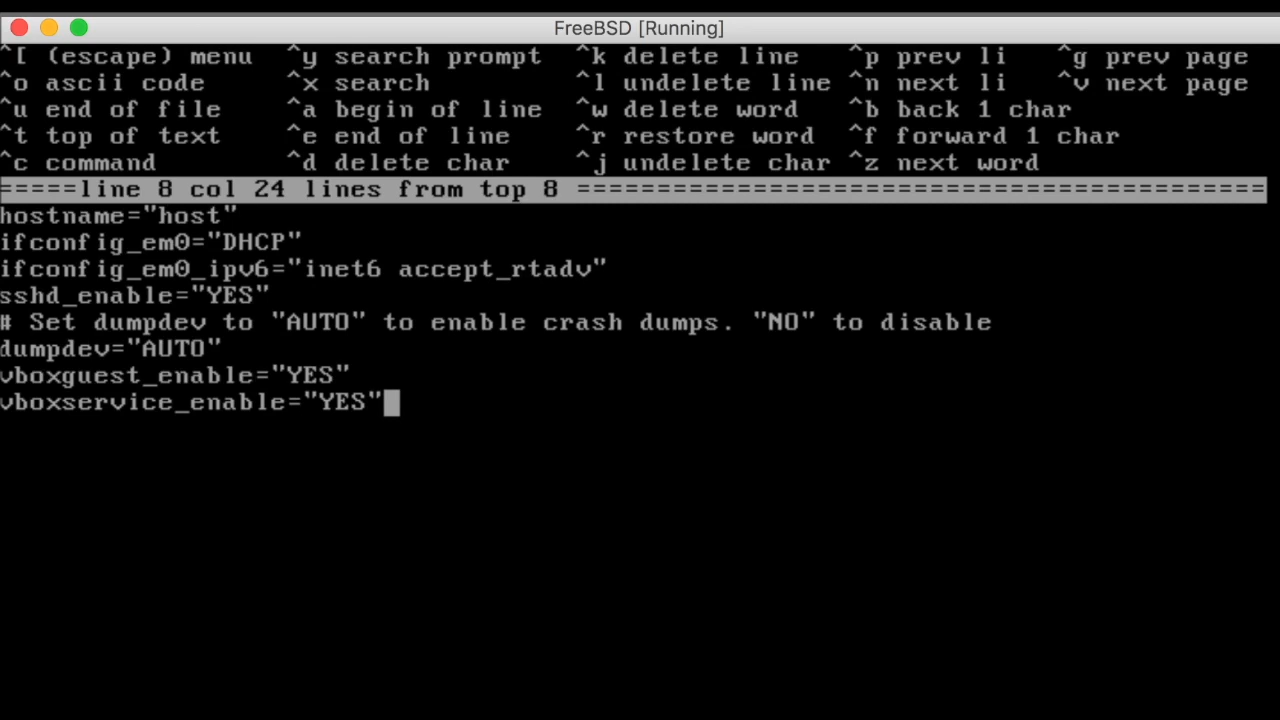 FreeBSD [Running]
^[ (escape) menu ^y search prompt ^k delete line ^p prev li ^g prev page
^o ascii code ^x search ^l undelete line ^n next li ^v next page
^u end of file ^a begin of line ^w delete word ^b back 1 char
^t top of text ^e end of line ^r restore word ^f forward 1 char
^c command ^d delete char ^j undelete char ^z next word
=====line 8 col 24 lines from top 8 ===========================================
hostname="host"
ifconfig_em0="DHCP"
ifconfig_em0_ipv6="inet6 accept_rtadv"
sshd_enable="YES"
# Set dumpdev to "AUTO" to enable crash dumps. "NO" to disable
dumpdev="AUTO"
vboxguest_enable="YES"
vboxservice_enable="YES"